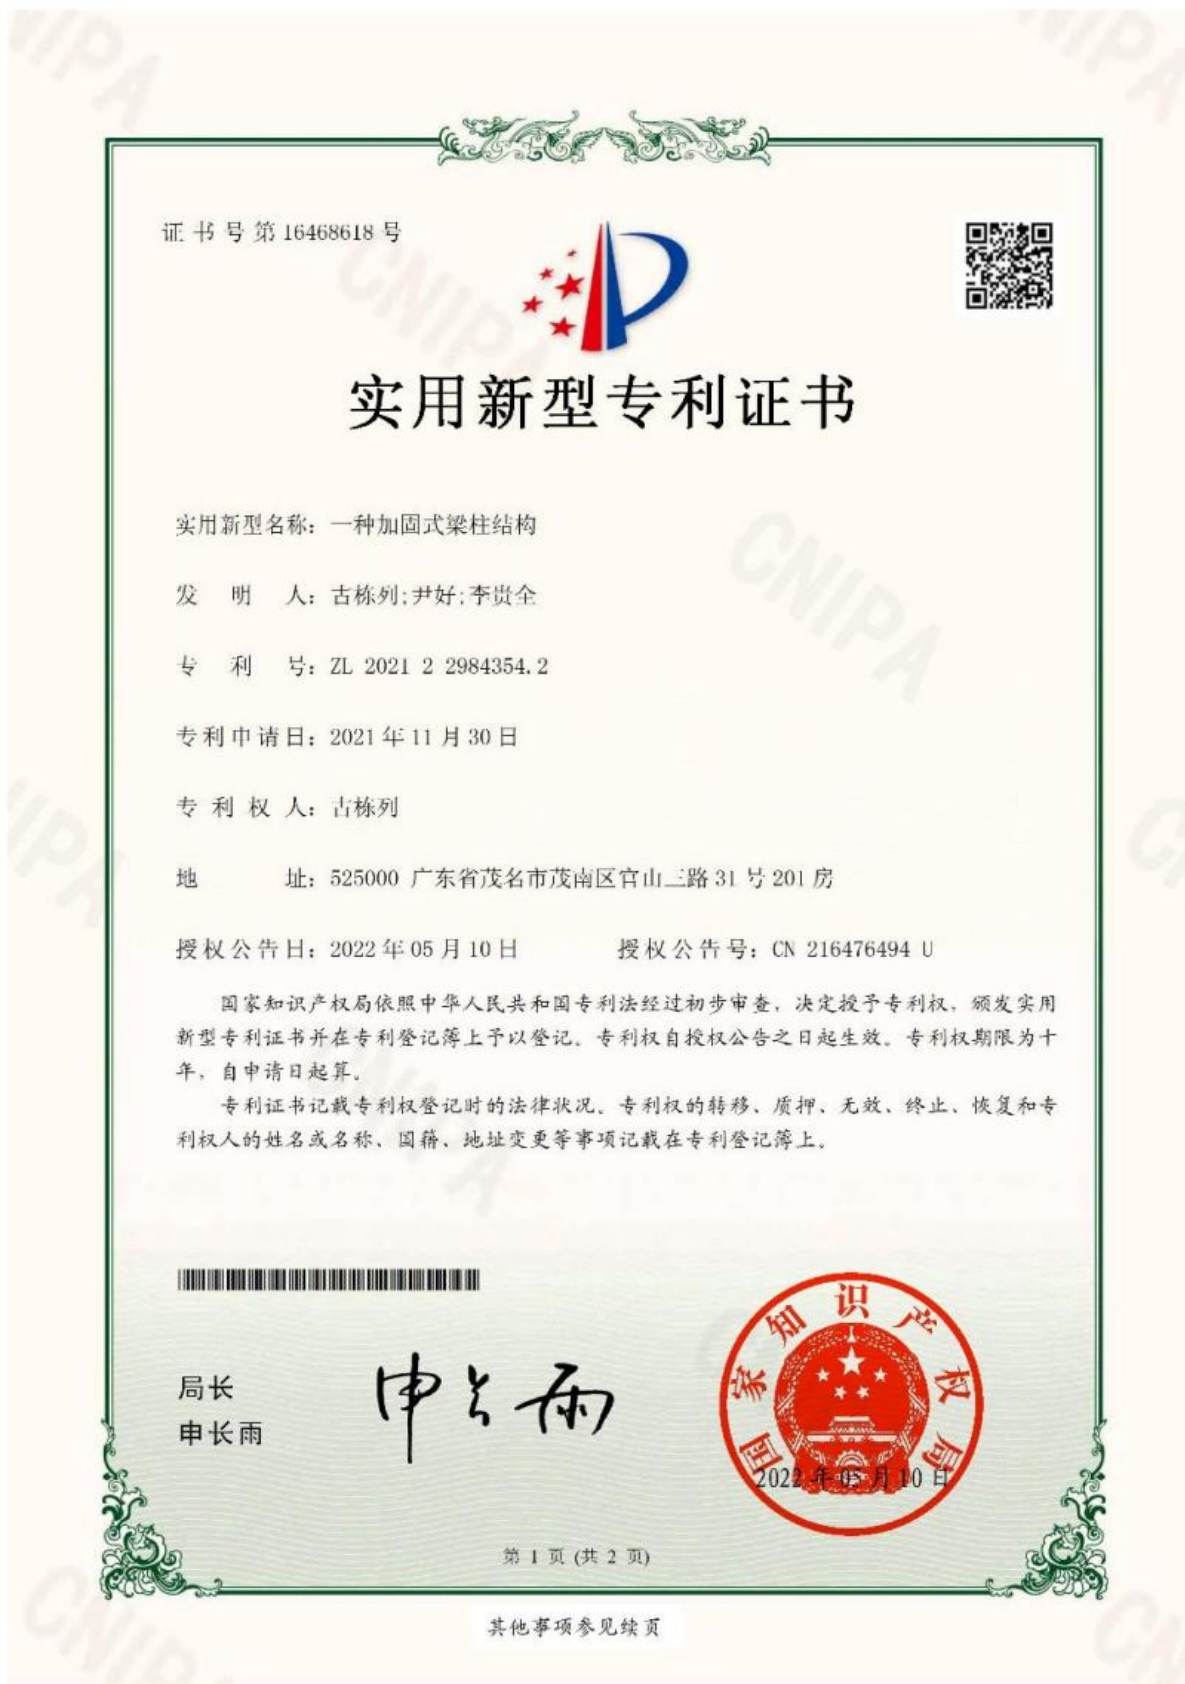 证书号第16468618号
实用新型专利证书
实用新型名称：一种加固式梁柱结构
发明人：古栋列;尹好;李贵全
专利号：ZL 2021 2 2984354.2
专利申请日：2021年11月30日
专利权人：古栋列
地址：525000 广东省茂名市茂南区官山三路31号201房
授权公告日：2022年05月10日 授权公告号：CN 216476494 U
国家知识产权局依照中华人民共和国专利法经过初步审查，决定授予专利权，颁发实用
新型专利证书并在专利登记簿上予以登记。专利权自授权公告之日起生效。专利权期限为十
年，自申请日起算。
专利证书记载专利权登记时的法律状况。专利权的转移、质押、无效、终止、恢复和专
利权人的姓名或名称、国籍、地址变更等事项记载在专利登记簿上。
局长
申长雨
申长雨
国家知识产权局
2022年05月10日
第 1 页 (共 2 页)
其他事项参见续页
CNIPA